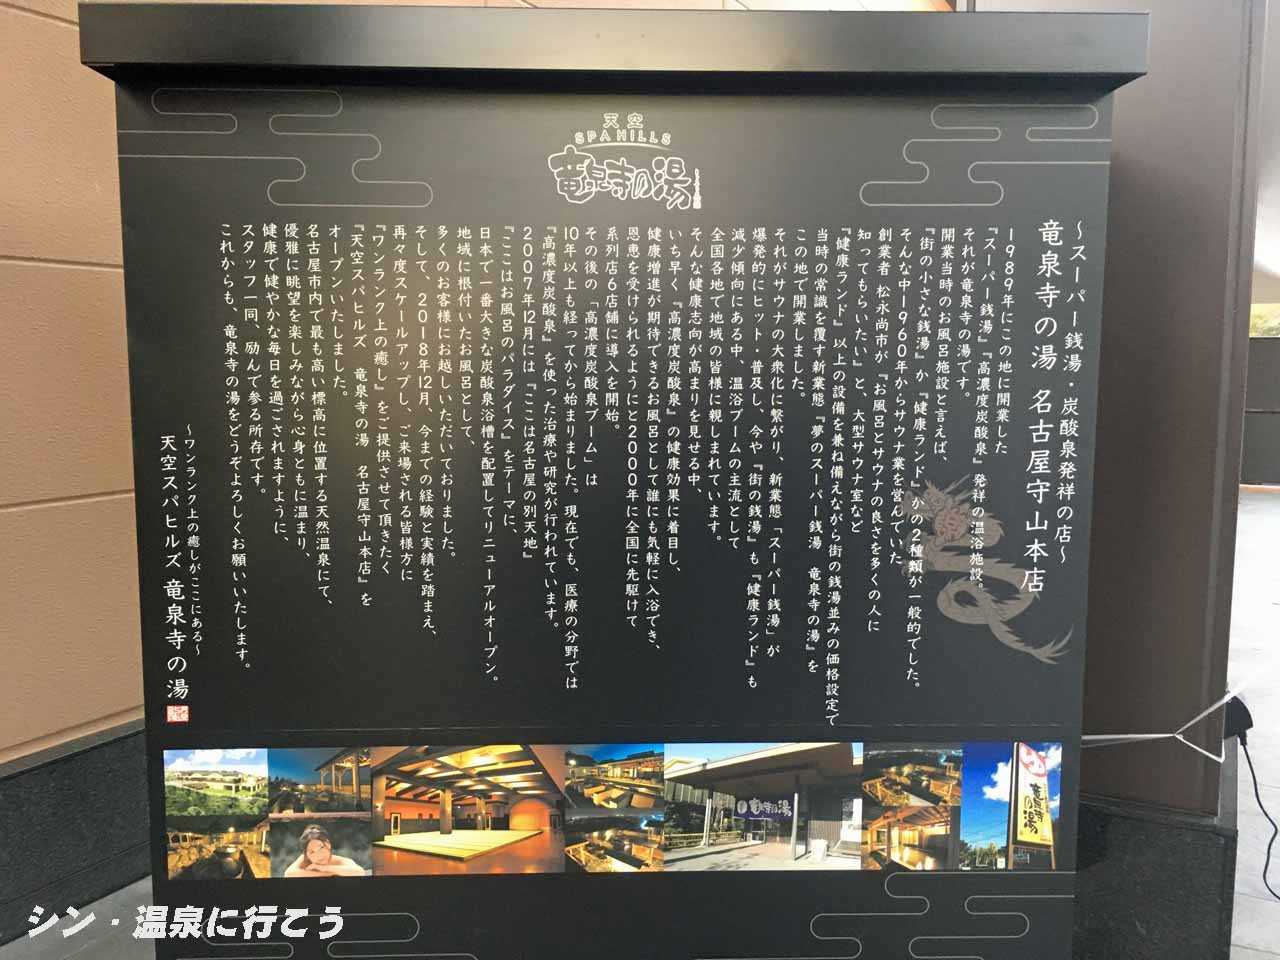 天空
SPA HILLS
竜泉寺の湯
～スーパー銭湯・炭酸泉発祥の店～
竜泉寺の湯 名古屋守山本店
1989年にこの地に開業した
『スーパー銭湯』『高濃度炭酸泉』発祥の温浴施設。
それが竜泉寺の湯です。
開業当時のお風呂施設と言えば、
『街の小さな銭湯』か『健康ランド』かの2種類が一般的でした。
そんな中1960年からサウナ業を営んでいた
創業者 松永尚市が『お風呂とサウナの良さを多くの人に
知ってもらいたい』と、大型サウナ室など
『健康ランド』以上の設備を兼ね備えながら街の銭湯並みの価格設定で
当時の常識を覆す新業態『夢のスーパー銭湯 竜泉寺の湯』を
この地で開業しました。
それがサウナの大衆化に繋がり、新業態「スーパー銭湯」が
爆発的にヒット・普及し、今や『街の銭湯』も『健康ランド』も
減少傾向にある中、温浴ブームの主流として
全国各地で地域の皆様に親しまれています。
そんな健康志向が高まりを見せる中、
いち早く『高濃度炭酸泉』の健康効果に着目し、
健康増進が期待できるお風呂として誰にも気軽に入浴でき、
恩恵を受けられるようにと2000年に全国に先駆けて
系列店6店舗に導入を開始。
その後の「高濃度炭酸泉ブーム」は
10年以上も経ってから始まりました。現在でも、医療の分野では
『高濃度炭酸泉』を使った治療や研究が行われています。
2007年12月には『ここは名古屋の別天地』
『ここはお風呂のパラダイス』をテーマに、
日本で一番大きな炭酸泉浴槽を配置してリニューアルオープン。
地域に根付いたお風呂として、
多くのお客様にお越しいただいておりました。
そして、2018年12月、今までの経験と実績を踏まえ、
再々度スケールアップし、ご来場される皆様方に
『ワンランク上の癒し』をご提供させて頂きたく
『天空スパヒルズ 竜泉寺の湯 名古屋守山本店』を
オープンいたしました。
名古屋市内で最も高い標高に位置する天然温泉にて、
優雅に眺望を楽しみながら心身ともに温まり、
健康で健やかな毎日を過ごされますように、
スタッフ一同、励んで参る所存です。
これからも、竜泉寺の湯をどうぞよろしくお願いいたします。
～ワンランク上の癒しがここにある～
天空スパヒルズ 竜泉寺の湯
竜泉寺の湯
竜泉寺の湯
シン・温泉に行こう